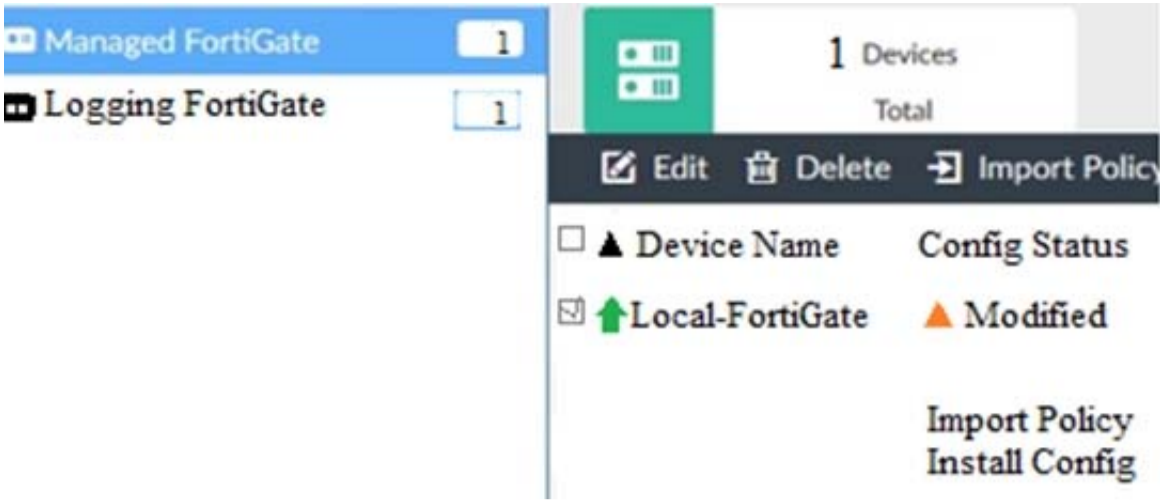 Managed FortiGate 1
Logging FortiGate 1
1 Devices
Total
Edit Delete Import Policy
Device Name Config Status
Local-FortiGate Modified
Import Policy
Install Config